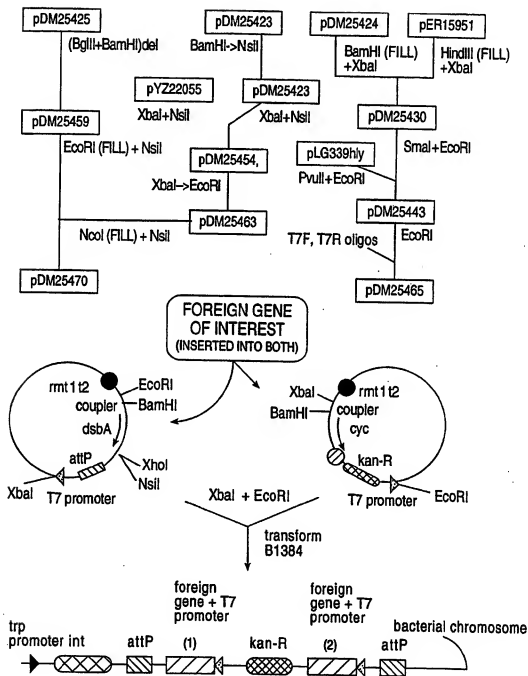 pDM25425
(BglII+BamHI)del
pDM25459
EcoRI (FILL) + NsiI
NcoI (FILL) + NsiI
pDM25470
pDM25423
BamHI->NsiI
pYZ22055
XbaI+NsiI
pDM25423
XbaI+NsiI
pDM25454,
XbaI->EcoRI
pDM25463
pDM25424
pER15951
BamHI (FILL)
+XbaI
HindIII (FILL)
+XbaI
pDM25430
SmaI+EcoRI
pLG339hly
PvuII+EcoRI
pDM25443
EcoRI
T7F, T7R oligos
pDM25465
FOREIGN GENE
OF INTEREST
(INSERTED INTO BOTH)
rrnt1t2
EcoRI
coupler
BamHI
dsbA
attP
XhoI
NsiI
XbaI
T7 promoter
XbaI
rrnt1t2
BamHI
coupler
cyc
kan-R
T7 promoter
EcoRI
XbaI + EcoRI
transform
B1384
foreign
gene + T7
promoter
foreign
gene + T7
promoter
bacterial chromosome
trp
promoter int
attP
(1)
kan-R
(2)
attP